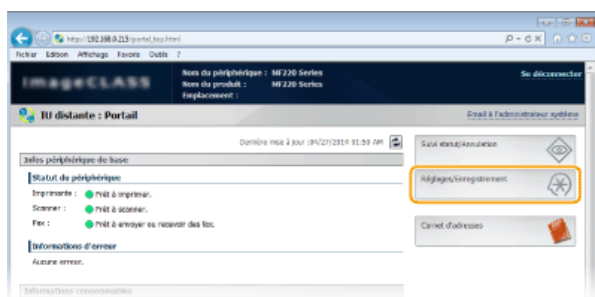 http://192.168.0.215/portal_top.html
Fichier Edition Affichage Favoris Outils ?
imageCLASS
Nom du périphérique : MF220 Series
Nom du produit : MF220 Series
Emplacement :
Se déconnecter
IU distante : Portail
Email à l'administrateur système
Dernière mise à jour :04/27/2014 01:50 AM
Infos périphérique de base
Statut du périphérique
Imprimante : Prêt à imprimer.
Scanner : Prêt à scanner.
Fax : Prêt à envoyer ou recevoir des fax.
Informations d'erreur
Aucune erreur.
Informations consommables
Suivi statut/Annulation
Réglages/Enregistrement
Carnet d'adresses